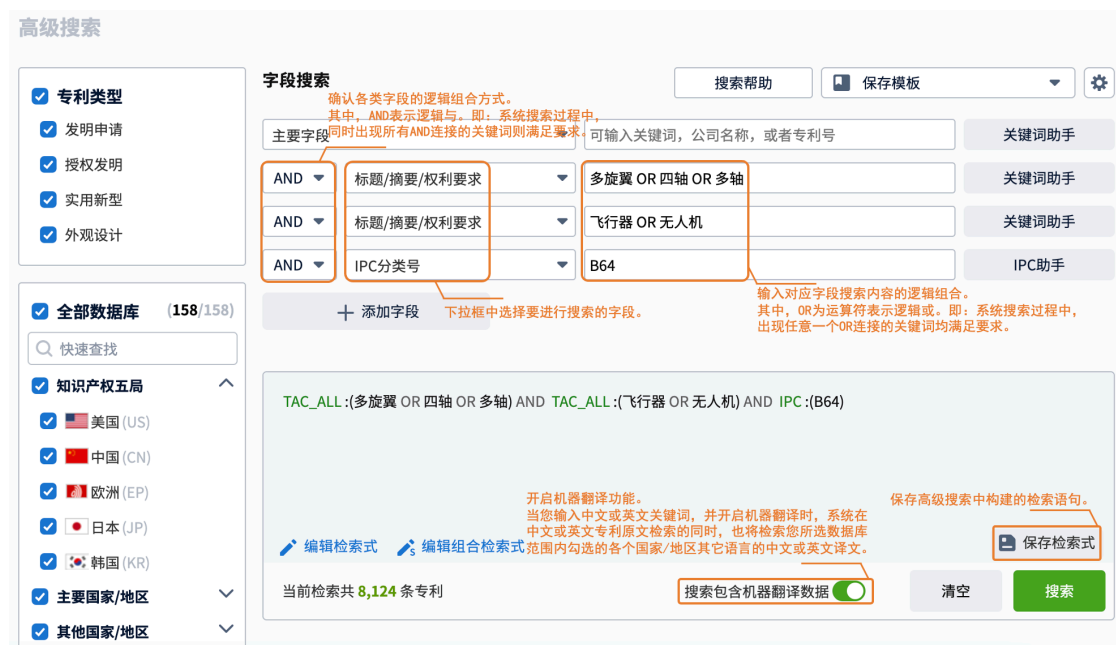 高级搜索
专利类型
发明申请
授权发明
实用新型
外观设计
全部数据库 (158/158)
快速查找
知识产权五局
美国 (US)
中国 (CN)
欧洲 (EP)
日本 (JP)
韩国 (KR)
主要国家/地区
其他国家/地区
字段搜索
搜索帮助
保存模板
确认各类字段的逻辑组合方式。
其中，AND表示逻辑与。即：系统搜索过程中，
同时出现所有AND连接的关键词则满足要求。
主要字段
可输入关键词，公司名称，或者专利号
关键词助手
AND 标题/摘要/权利要求 多旋翼 OR 四轴 OR 多轴 关键词助手
AND 标题/摘要/权利要求 飞行器 OR 无人机 关键词助手
AND IPC分类号 B64 IPC助手
添加字段
下拉框中选择要进行搜索的字段。
输入对应字段搜索内容的逻辑组合。
其中，OR为运算符表示逻辑或。即：系统搜索过程中，
出现任意一个OR连接的关键词均满足要求。
TAC_ALL :(多旋翼 OR 四轴 OR 多轴) AND TAC_ALL :(飞行器 OR 无人机) AND IPC :(B64)
开启机器翻译功能。
当您输入中文或英文关键词，并开启机器翻译时，系统在
中文或英文专利原文检索的同时，也将检索您所选数据库
范围内勾选的各个国家/地区其它语言的中文或英文译文。
保存高级搜索中构建的检索语句。
编辑检索式
编辑组合检索式
保存检索式
当前检索共 8,124 条专利
搜索包含机器翻译数据
清空
搜索